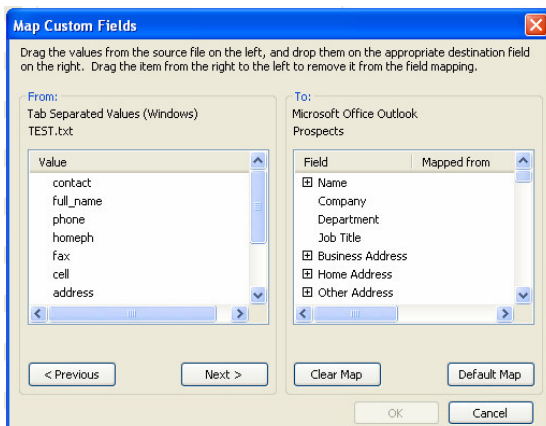 Map Custom Fields
Drag the values from the source file on the left, and drop them on the appropriate destination field
on the right. Drag the item from the right to the left to remove it from the field mapping.
From:
Tab Separated Values (Windows)
TEST.txt
Value
contact
full_name
phone
homeph
fax
cell
address
< Previous
Next >
To:
Microsoft Office Outlook
Prospects
Field Mapped from
Name
Company
Department
Job Title
Business Address
Home Address
Other Address
Clear Map
Default Map
OK
Cancel